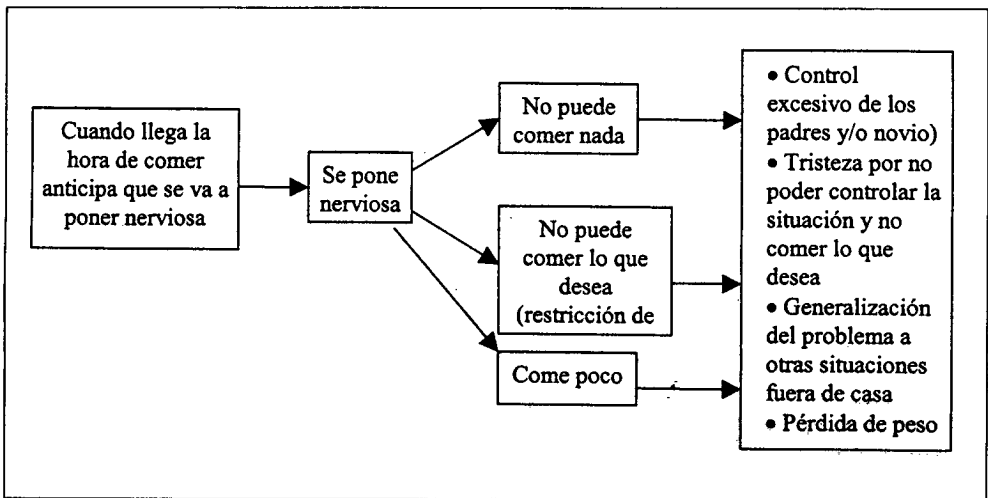 Cuando llega la
hora de comer
anticipa que se va a
poner nerviosa
Se pone
nerviosa
No puede
comer nada
No puede
comer lo que
desea
(restricción de
Come poco
• Control
excesivo de los
padres y/o novio)
• Tristeza por no
poder controlar la
situación y no
comer lo que
desea
• Generalización
del problema a
otras situaciones
fuera de casa
• Pérdida de peso